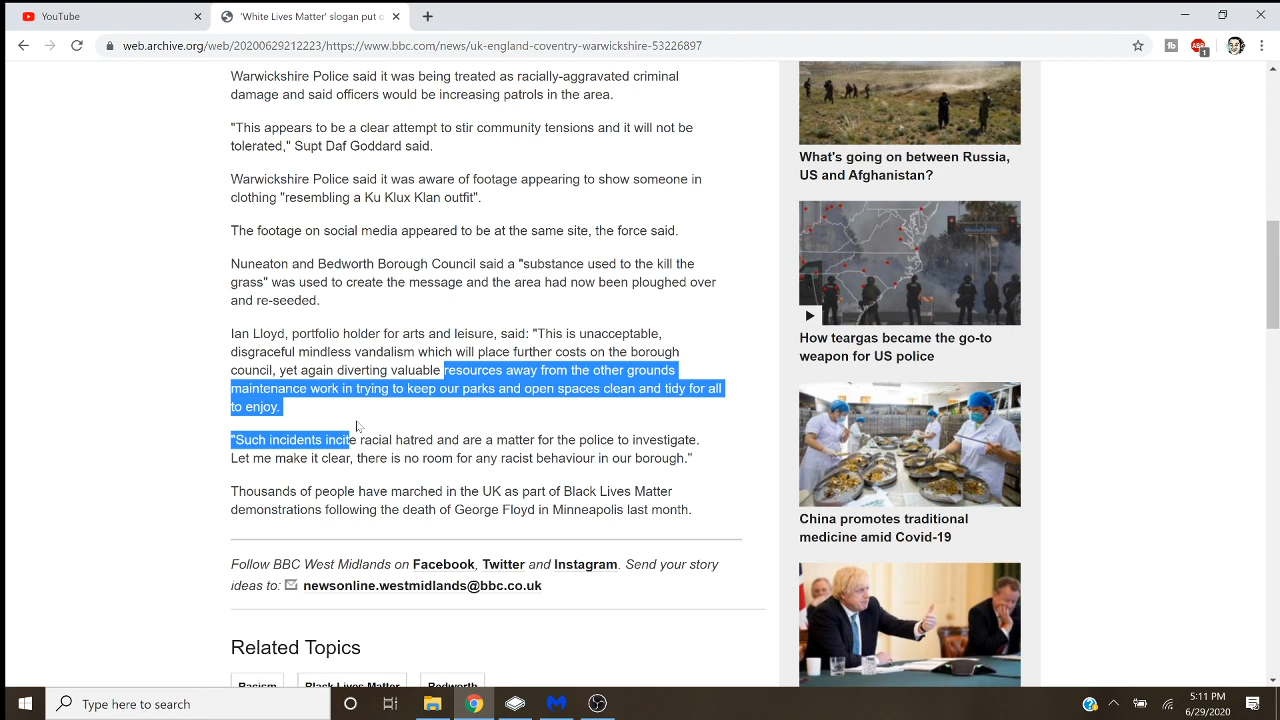 YouTube
'White Lives Matter' slogan put o
web.archive.org/web/20200629212223/https://www.bbc.com/news/uk-england-coventry-warwickshire-53226897
tb
ABP
1
Warwickshire Police said it was being treated as racially-aggravated criminal
damage and said officers would be increasing patrols in the area.
"This appears to be a clear attempt to stir community tensions and it will not be
tolerated," Supt Daf Goddard said.
Warwickshire Police said it was aware of footage appearing to show someone in
clothing "resembling a Ku Klux Klan outfit".
The footage on social media appeared to be at the same site, the force said.
Nuneaton and Bedworth Borough Council said a "substance used to the kill the
grass" was used to create the message and the area had now been ploughed over
and re-seeded.
Ian Lloyd, portfolio holder for arts and leisure, said: "This is unacceptable,
disgraceful mindless vandalism which will place further costs on the borough
council, yet again diverting valuable resources away from the other grounds
maintenance work in trying to keep our parks and open spaces clean and tidy for all
to enjoy.
"Such incidents incite racial hatred and are a matter for the police to investigate.
Let me make it clear, there is no room for any racist behaviour in our borough."
Thousands of people have marched in the UK as part of Black Lives Matter
demonstrations following the death of George Floyd in Minneapolis last month.
Follow BBC West Midlands on Facebook, Twitter and Instagram. Send your story
ideas to: newsonline.westmidlands@bbc.co.uk
Related Topics
Racism
Black Lives Matter
Bedworth
What's going on between Russia,
US and Afghanistan?
How teargas became the go-to
weapon for US police
China promotes traditional
medicine amid Covid-19
Type here to search
5:11 PM
6/29/2020